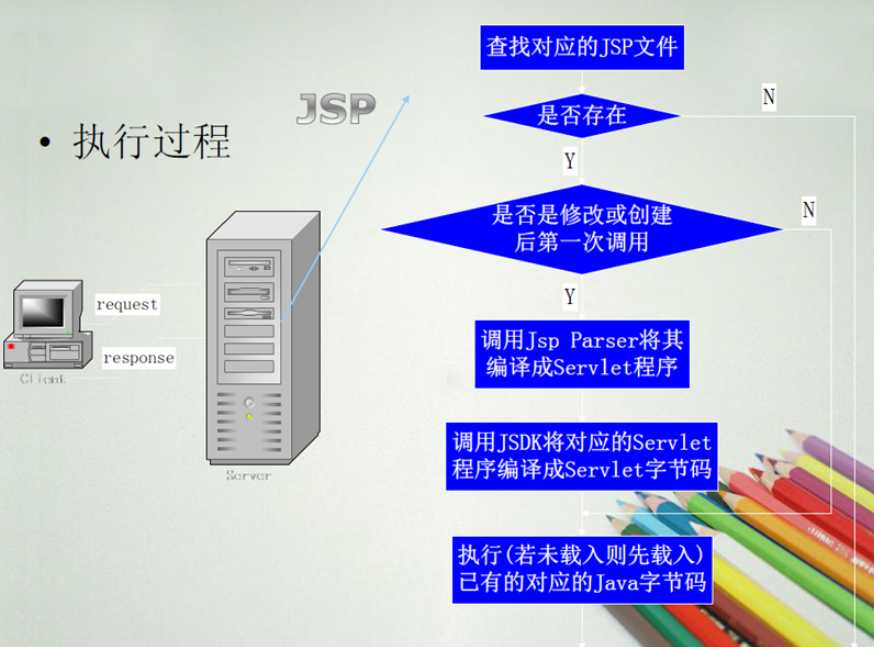 • 执行过程
JSP
request
response
Client
Server
查找对应的JSP文件
是否存在
N
Y
是否是修改或创建
后第一次调用
N
Y
调用Jsp Parser将其
编译成Servlet程序
调用JSDK将对应的Servlet
程序编译成Servlet字节码
执行(若未载入则先载入)
已有的对应的Java字节码